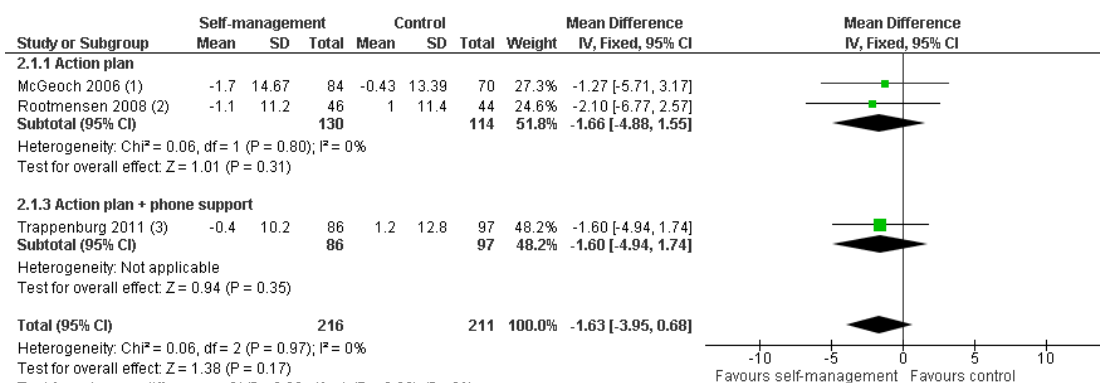 Self-management Control Mean Difference Mean Difference
Study or Subgroup Mean SD Total Mean SD Total Weight IV, Fixed, 95% CI IV, Fixed, 95% CI
2.1.1 Action plan
McGeoch 2006 (1) -1.7 14.67 84 -0.43 13.39 70 27.3% -1.27 [-5.71, 3.17]
Rootmensen 2008 (2) -1.1 11.2 46 1 11.4 44 24.6% -2.10 [-6.77, 2.57]
Subtotal (95% CI) 130 114 51.8% -1.66 [-4.88, 1.55]
Heterogeneity: Chi² = 0.06, df = 1 (P = 0.80); I² = 0%
Test for overall effect: Z = 1.01 (P = 0.31)
2.1.3 Action plan + phone support
Trappenburg 2011 (3) -0.4 10.2 86 1.2 12.8 97 48.2% -1.60 [-4.94, 1.74]
Subtotal (95% CI) 86 97 48.2% -1.60 [-4.94, 1.74]
Heterogeneity: Not applicable
Test for overall effect: Z = 0.94 (P = 0.35)
Total (95% CI) 216 211 100.0% -1.63 [-3.95, 0.68]
Heterogeneity: Chi² = 0.06, df = 2 (P = 0.97); I² = 0%
Test for overall effect: Z = 1.38 (P = 0.17)
-10 -5 0 5 10
Favours self-management Favours control